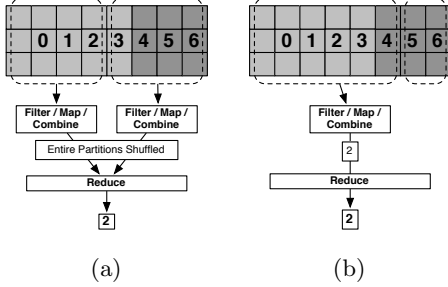 0 1 2 3 4 5 6
Filter / Map /
Combine
Filter / Map /
Combine
Entire Partitions Shuffled
Reduce
2
(a)
0 1 2 3 4 5 6
Filter / Map /
Combine
2
Reduce
2
(b)